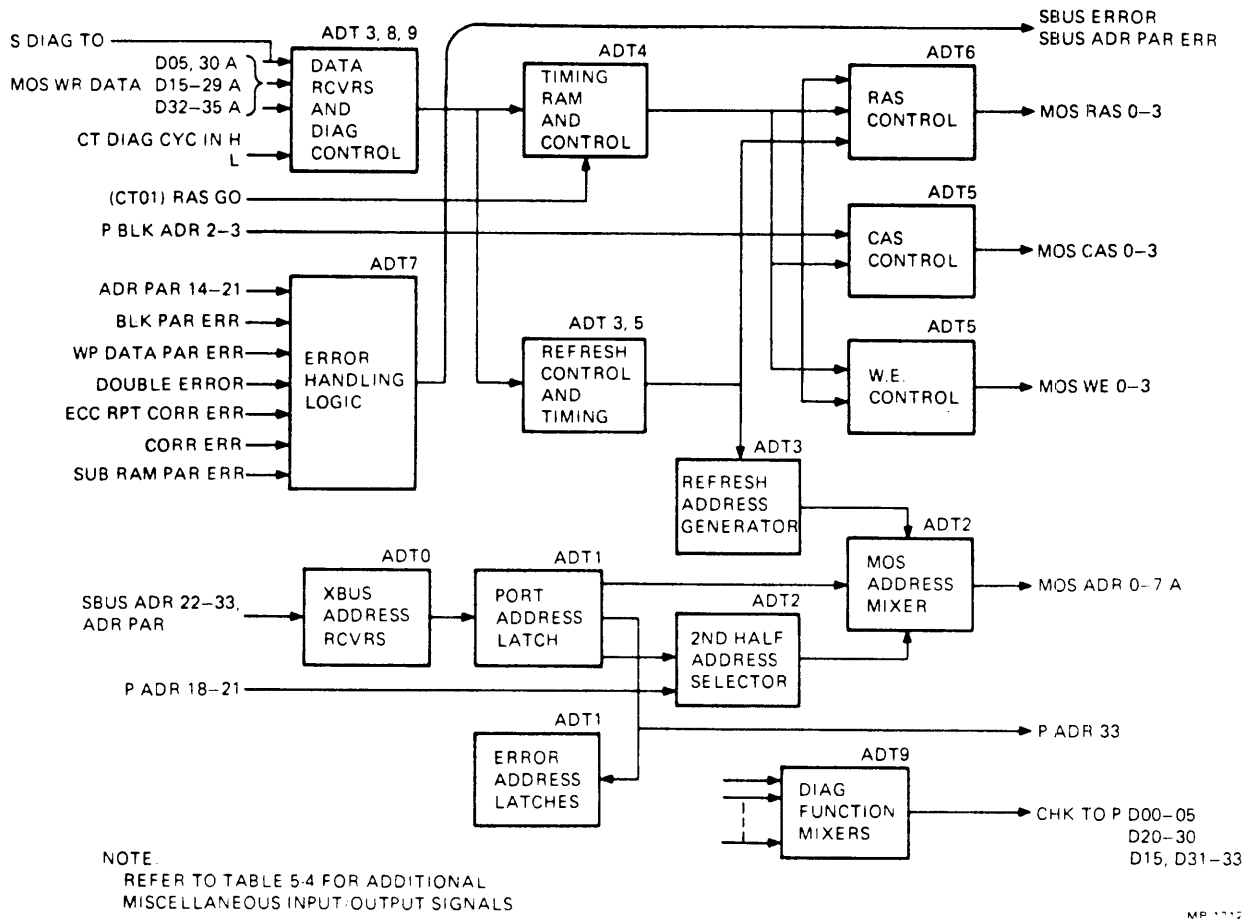 S DIAG TO
D05, 30 A
MOS WR DATA D15–29 A
D32–35 A
CT DIAG CYC IN H
L
(CT01) RAS GO
P BLK ADR 2–3
ADT 3, 8, 9
DATA
RCVRS
AND
DIAG
CONTROL
ADT4
TIMING
RAM
AND
CONTROL
SBUS ERROR
SBUS ADR PAR ERR
ADT6
RAS
CONTROL
MOS RAS 0–3
ADT5
CAS
CONTROL
MOS CAS 0–3
ADT5
W.E.
CONTROL
MOS WE 0–3
ADT7
ERROR
HANDLING
LOGIC
ADR PAR 14–21
BLK PAR ERR
WP DATA PAR ERR
DOUBLE ERROR
ECC RPT CORR ERR
CORR ERR
SUB RAM PAR ERR
ADT 3, 5
REFRESH
CONTROL
AND
TIMING
ADT3
REFRESH
ADDRESS
GENERATOR
ADT2
MOS
ADDRESS
MIXER
MOS ADR 0–7 A
SBUS ADR 22–33,
ADR PAR
ADT0
XBUS
ADDRESS
RCVRS
ADT1
PORT
ADDRESS
LATCH
ADT2
2ND HALF
ADDRESS
SELECTOR
P ADR 18–21
P ADR 33
ADT1
ERROR
ADDRESS
LATCHES
ADT9
DIAG
FUNCTION
MIXERS
CHK TO P D00–05
D20–30
D15, D31–33
NOTE.
REFER TO TABLE 5-4 FOR ADDITIONAL
MISCELLANEOUS INPUT/OUTPUT SIGNALS